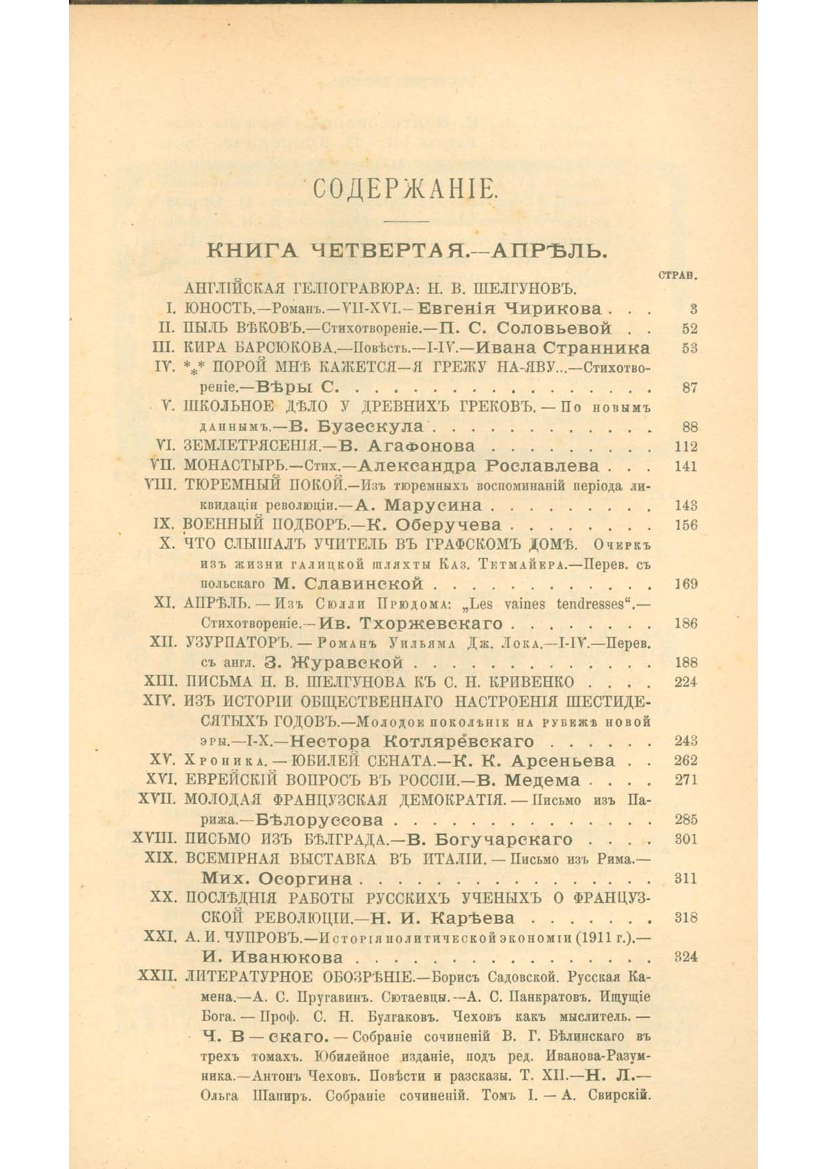 СОДЕРЖАНІЕ.
КНИГА ЧЕТВЕРТАЯ.—АПРѢЛЬ.
СТРАН.
АНГЛІЙСКАЯ ГЕЛІОГРАВЮРА: Н. В. ШЕЛГУНОВЪ.
I. ЮНОСТЬ.—Романъ.—VII-XVI.—Евгенія Чирикова . . . 3
II. ПЫЛЬ ВѢКОВЪ.—Стихотвореніе.—П. С. Соловьевой . . 52
III. КИРА БАРСЮКОВА.—Повѣсть.—I-IV.—Ивана Странника 53
IV. *** ПОРОЙ МНѢ КАЖЕТСЯ—Я ГРЕЖУ НА-ЯВУ...—Стихотво-
реніе.—Вѣры С. . . . . . . . . . . . . . . . . 87
V. ШКОЛЬНОЕ ДѢЛО У ДРЕВНИХЪ ГРЕКОВЪ. — По новымъ
даннымъ.—В. Бузескула . . . . . . . . . . . . 88
VI. ЗЕМЛЕТРЯСЕНІЯ.—В. Агафонова . . . . . . . . . 112
VII. МОНАСТЫРЬ.—Стих.—Александра Рославлева . . . 141
VIII. ТЮРЕМНЫЙ ПОКОЙ.—Изъ тюремныхъ воспоминаній періода ли-
квидаціи революціи.—А. Марусина . . . . . . . . . 143
IX. ВОЕННЫЙ ПОДБОРЪ.—К. Оберучева . . . . . . . . 156
X. ЧТО СЛЫШАЛЪ УЧИТЕЛЬ ВЪ ГРАФСКОМЪ ДОМѢ. Очеркъ
изъ жизни галицкой шляхты Каз. Тетмайера.—Перев. съ
польскаго М. Славинской . . . . . . . . . . . . 169
XI. АПРѢЛЬ. — Изъ Сюлли Прюдома: „Les vaines tendresses“.—
Стихотвореніе.—Ив. Тхоржевскаго . . . . . . . . 186
XII. УЗУРПАТОРЪ. — Романъ Уильяма Дж. Лока.—I-IV.—Перев.
съ англ. З. Журавской . . . . . . . . . . . . . 188
XIII. ПИСЬМА Н. В. ШЕЛГУНОВА КЪ С. Н. КРИВЕНКО . . . . 224
XIV. ИЗЪ ИСТОРІИ ОБЩЕСТВЕННАГО НАСТРОЕНІЯ ШЕСТИДЕ-
СЯТЫХЪ ГОДОВЪ.—Молодое поколѣніе на рубежѣ новой
эры.—I-X.—Нестора Котляревскаго . . . . . . 243
XV. Хроника. — ЮБИЛЕЙ СЕНАТА.—К. К. Арсеньева . . 262
XVI. ЕВРЕЙСКІЙ ВОПРОСЪ ВЪ РОССІИ.—В. Медема . . . . 271
XVII. МОЛОДАЯ ФРАНЦУЗСКАЯ ДЕМОКРАТІЯ. — Письмо изъ Па-
рижа.—Бѣлоруссова . . . . . . . . . . . . . . 285
XVIII. ПИСЬМО ИЗЪ БѢЛГРАДА.—В. Богучарскаго . . . . 301
XIX. ВСЕМІРНАЯ ВЫСТАВКА ВЪ ИТАЛІИ. — Письмо изъ Рима.—
Мих. Осоргина . . . . . . . . . . . . . . . . 311
XX. ПОСЛѢДНІЯ РАБОТЫ РУССКИХЪ УЧЕНЫХЪ О ФРАНЦУЗ-
СКОЙ РЕВОЛЮЦІИ.—Н. И. Карѣева . . . . . . . 318
XXI. А. И. ЧУПРОВЪ.—Исторія политической экономіи (1911 г.).—
И. Иванюкова . . . . . . . . . . . . . . . . 324
XXII. ЛИТЕРАТУРНОЕ ОБОЗРѢНІЕ.—Борисъ Садовской. Русская Ка-
мена.—А. С. Пругавин. Сютаевцы.—А. С. Панкратовъ. Ищущіе
Бога. — Проф. С. Н. Булгаковъ. Чеховъ какъ мыслитель. —
Ч. В—скаго. — Собраніе сочиненій В. Г. Бѣлинскаго въ
трехъ томахъ. Юбилейное изданіе, подъ ред. Иванова-Разум-
ника.—Антонъ Чеховъ. Повѣсти и разсказы. Т. XII.—Н. Л.—
Ольга Шапиръ. Собраніе сочиненій. Томъ I. — А. Свирскій.